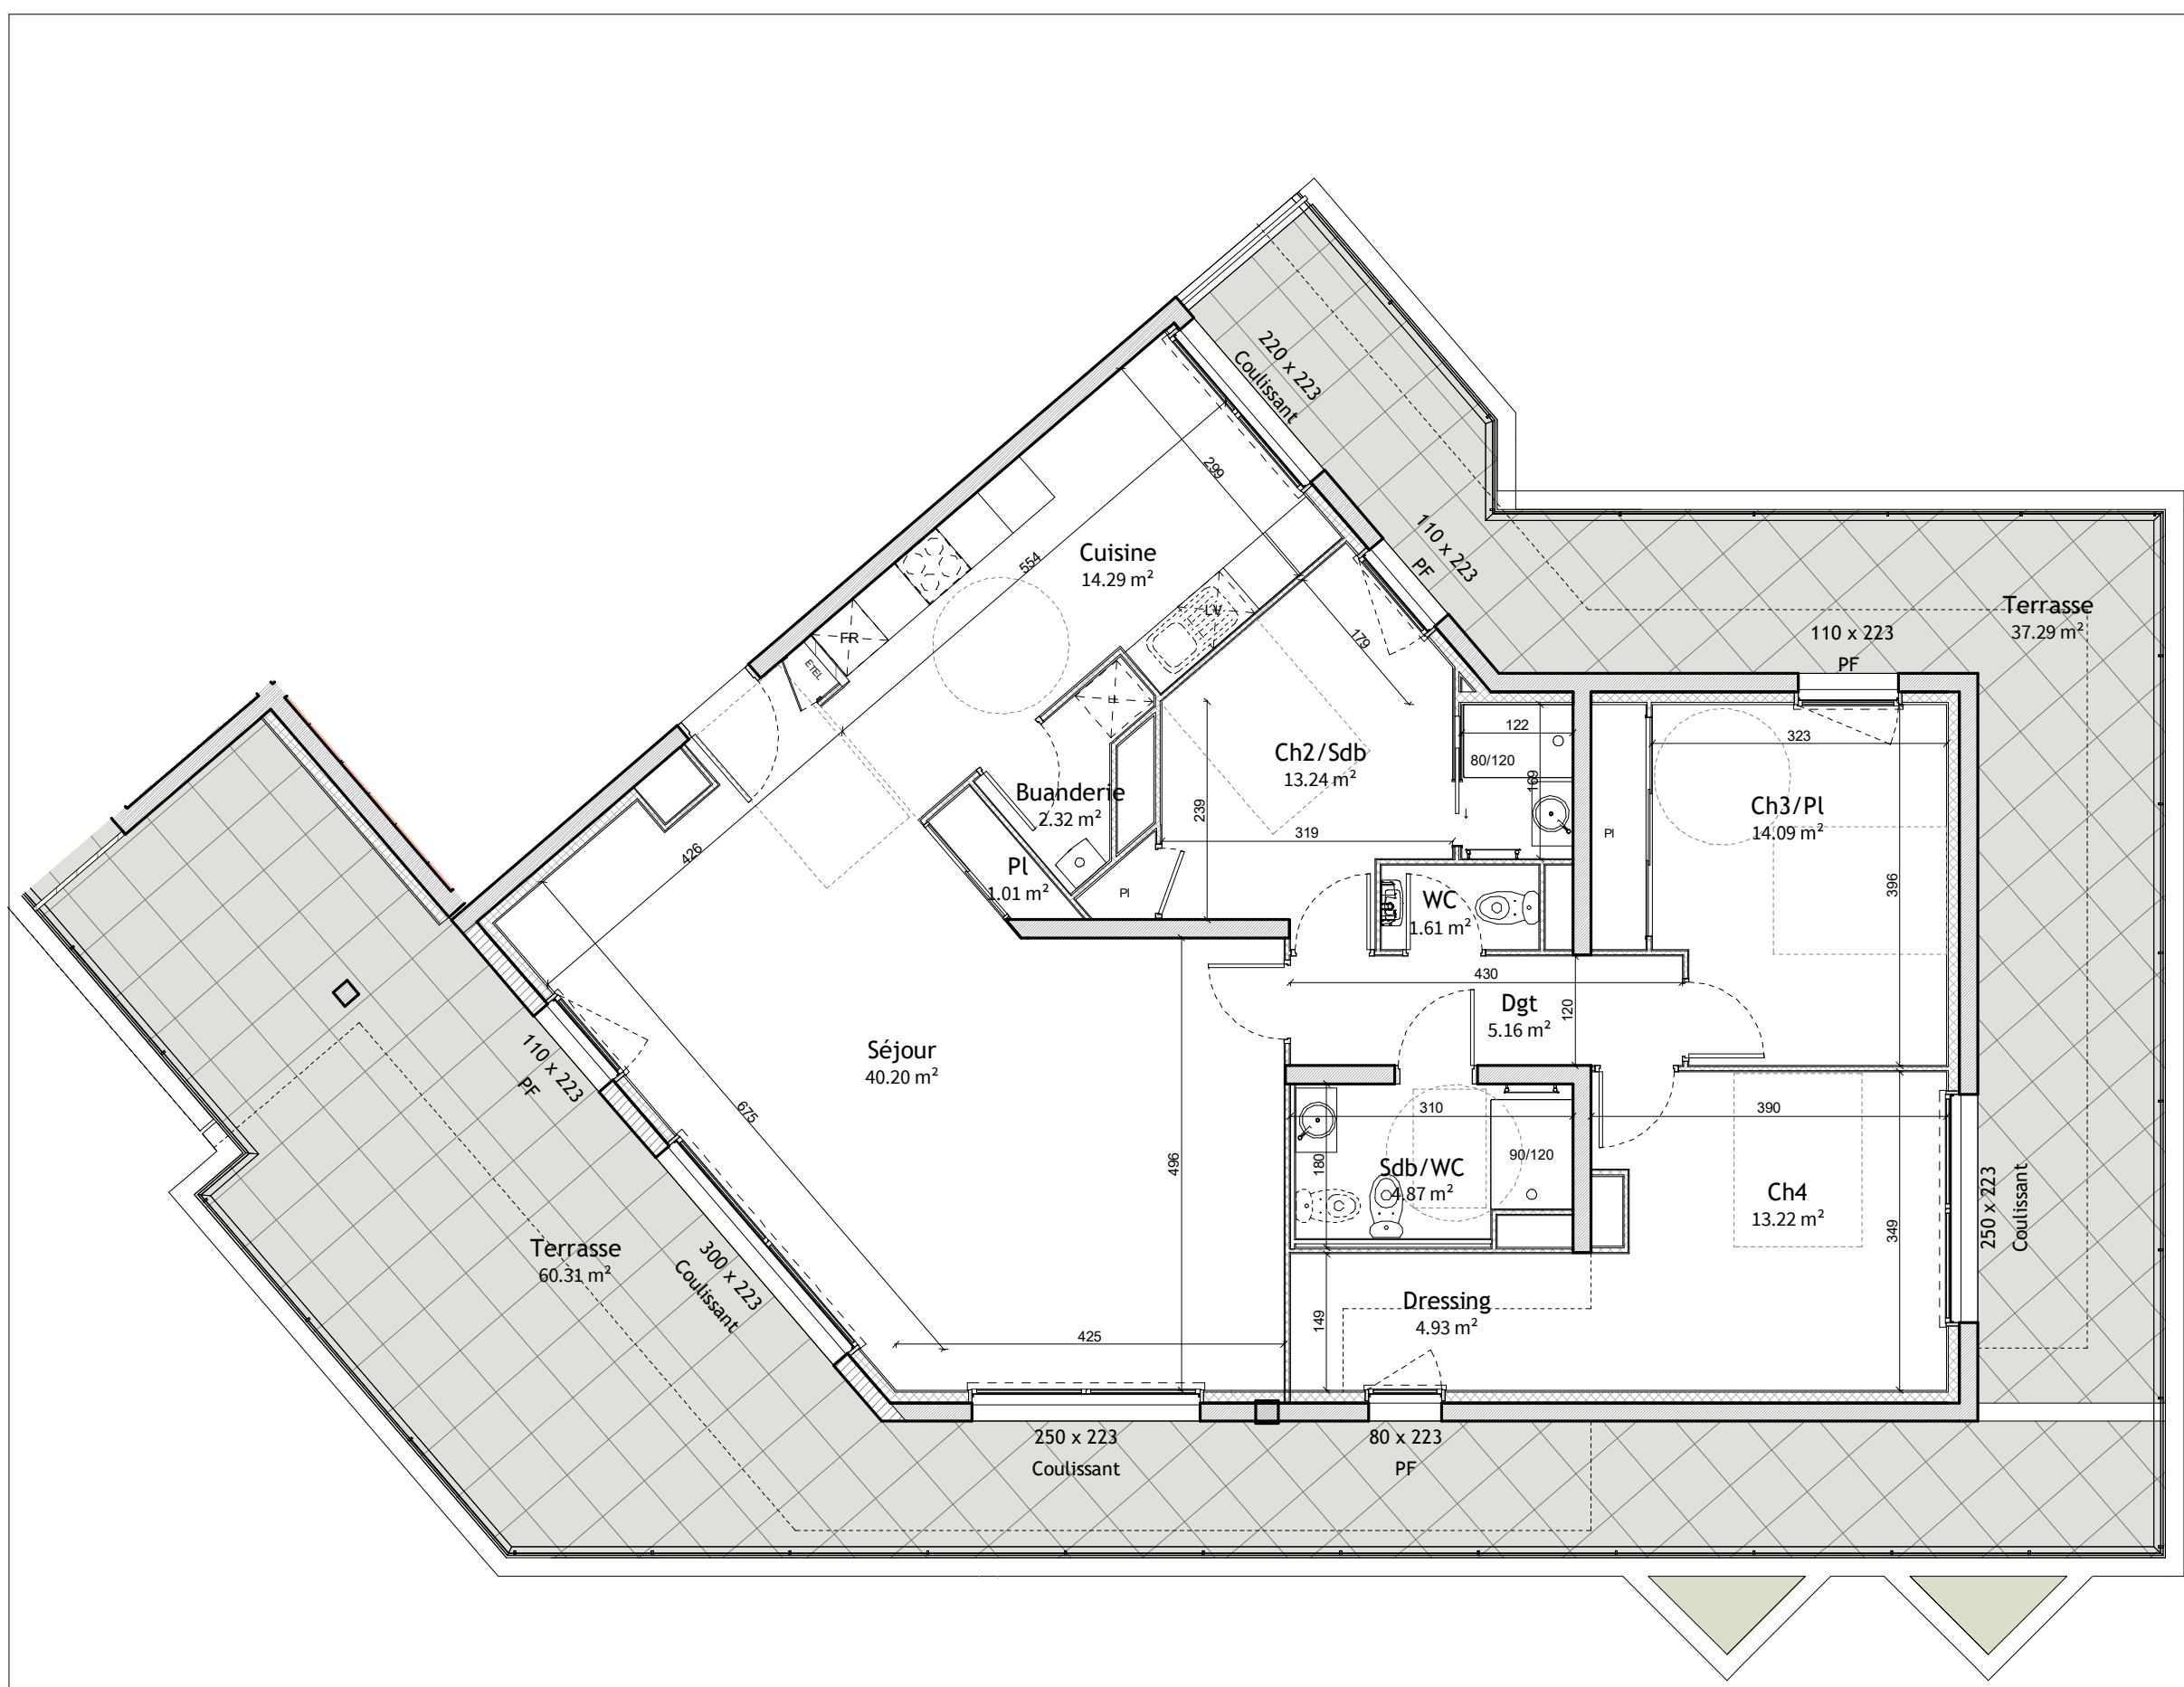 220 x 223
Coulissant
299
110 x 223
PF
Cuisine
14.29 m²
554
LV
FR
ETEL
179
Terrasse
37.29 m²
110 x 223
PF
122
80/120
169
323
Ch2/Sdb
13.24 m²
Ch3/Pl
14.09 m²
Buanderie
2.32 m²
239
319
Pl
426
Pl
1.01 m²
Pl
WC
1.61 m²
396
430
Dgt
5.16 m²
120
Séjour
40.20 m²
110 x 223
PF
675
310
390
496
180
90/120
Sdb/WC
4.87 m²
Ch4
13.22 m²
349
250 x 223
Coulissant
Terrasse
60.31 m²
300 x 223
Coulissant
Dressing
4.93 m²
149
425
250 x 223
Coulissant
80 x 223
PF